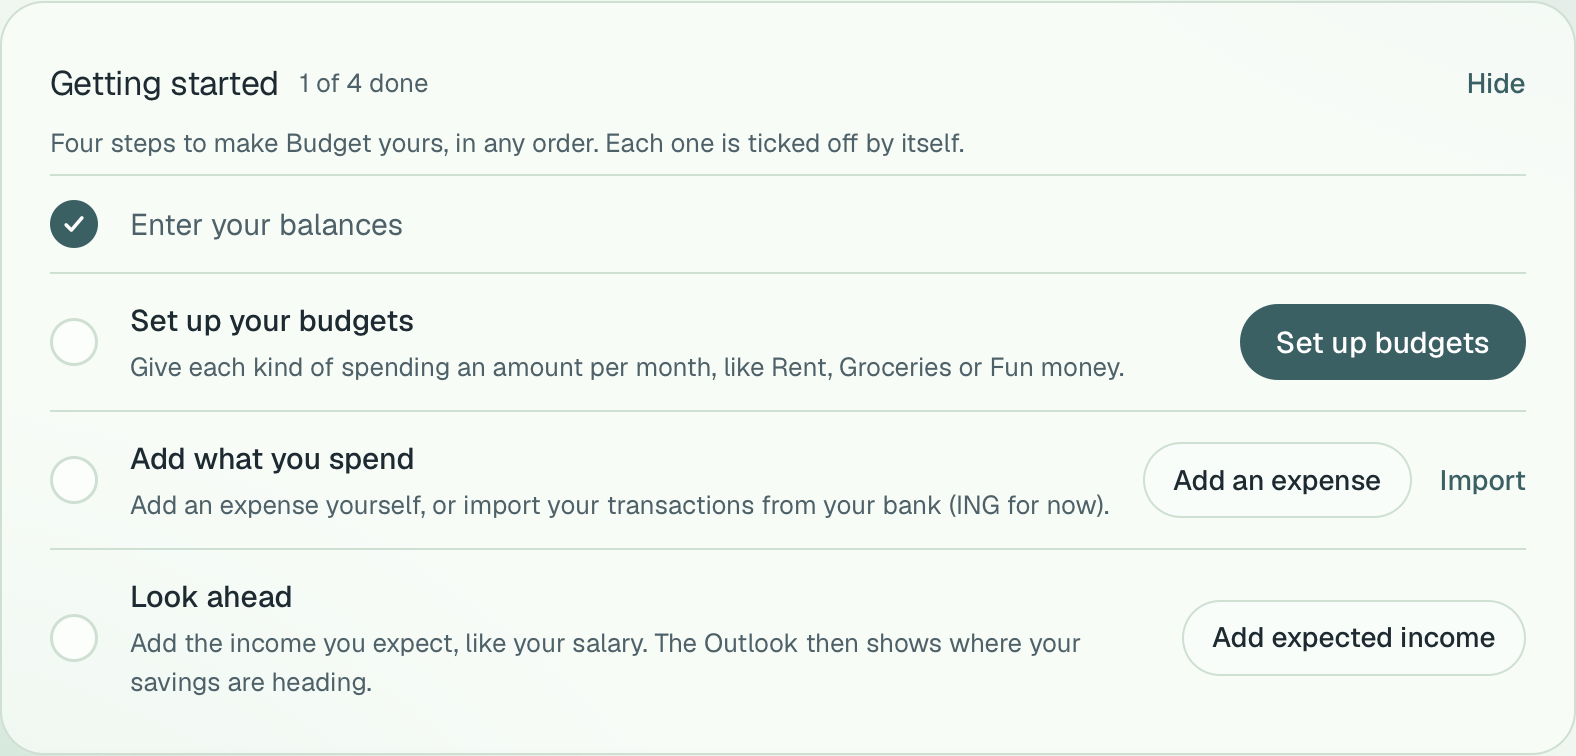 Getting started 1 of 4 done Hide
Four steps to make Budget yours, in any order. Each one is ticked off by itself.
Enter your balances
Set up your budgets
Give each kind of spending an amount per month, like Rent, Groceries or Fun money.
Set up budgets
Add what you spend
Add an expense yourself, or import your transactions from your bank (ING for now).
Add an expense Import
Look ahead
Add the income you expect, like your salary. The Outlook then shows where your
savings are heading.
Add expected income